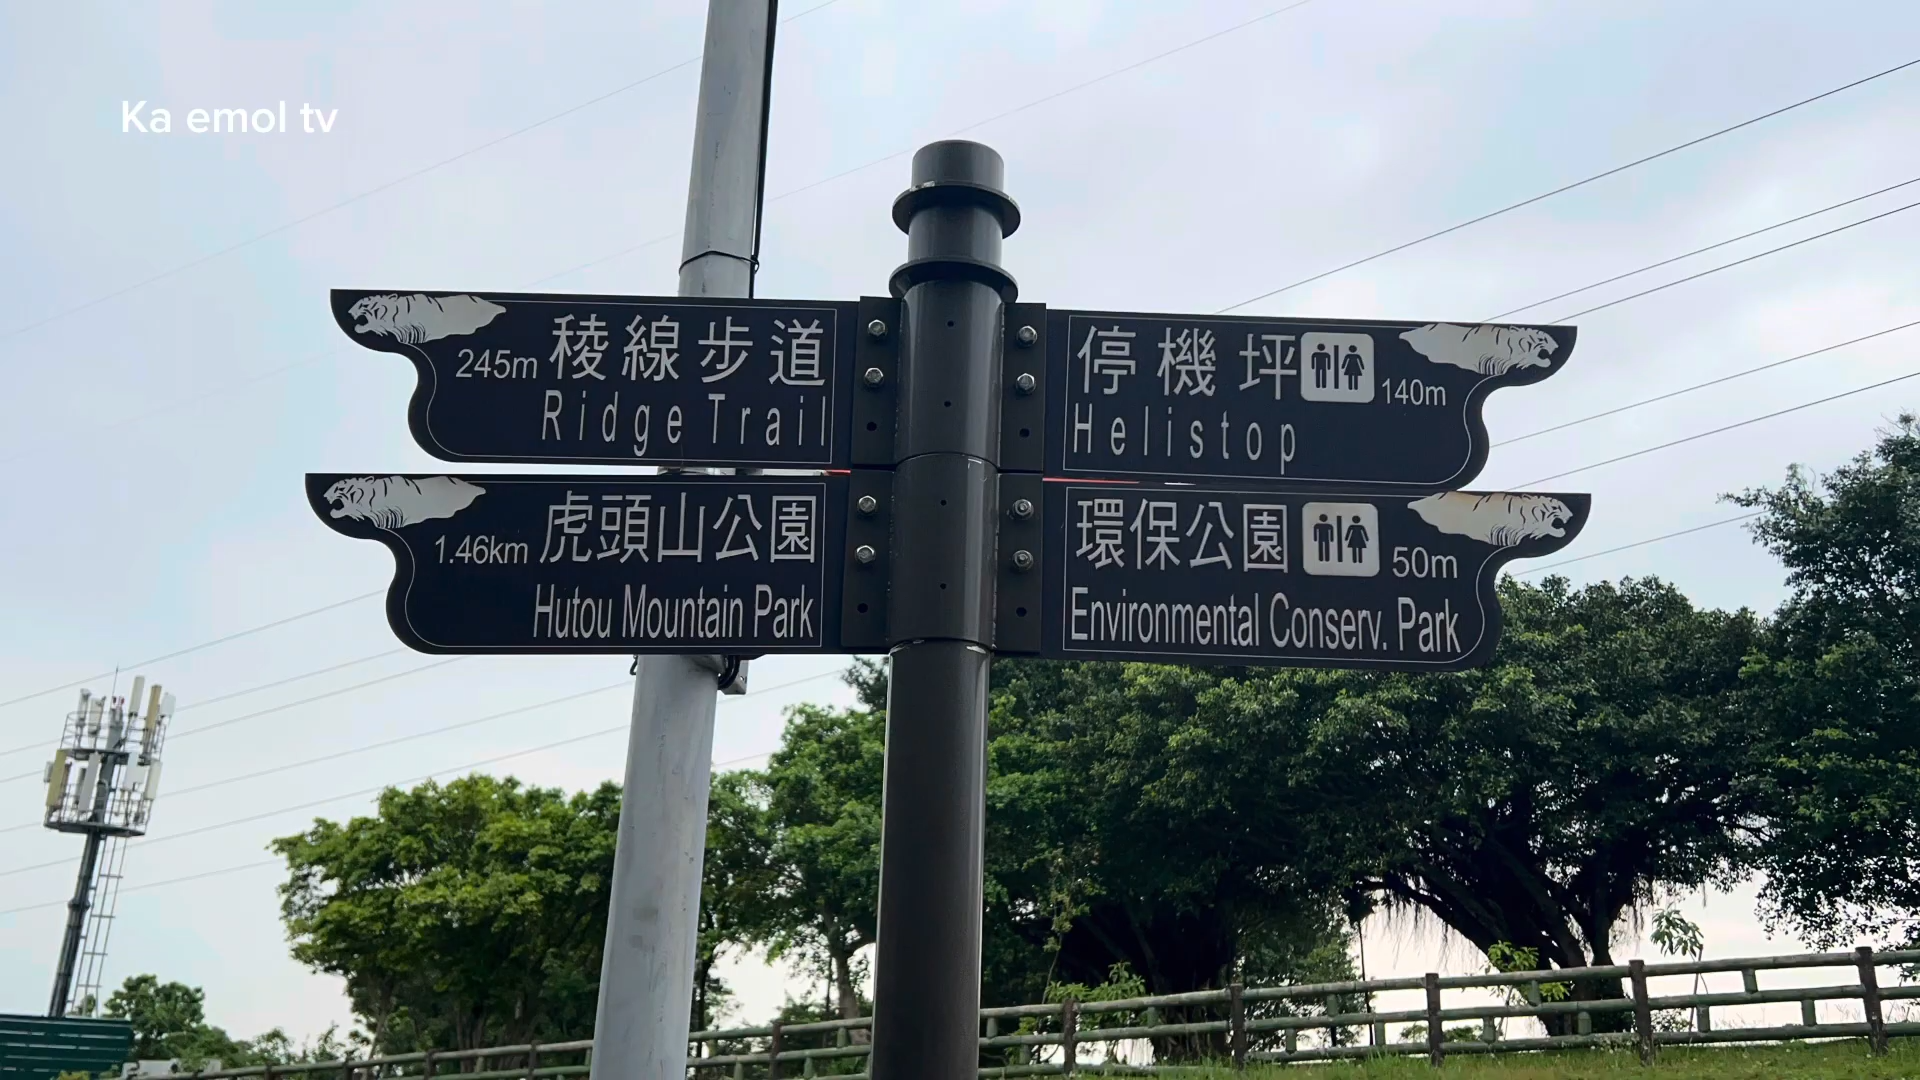 Ka emol tv
245m 稜線步道
Ridge Trail
停機坪 140m
Helistop
1.46km 虎頭山公園
Hutou Mountain Park
環保公園 50m
Environmental Conserv. Park